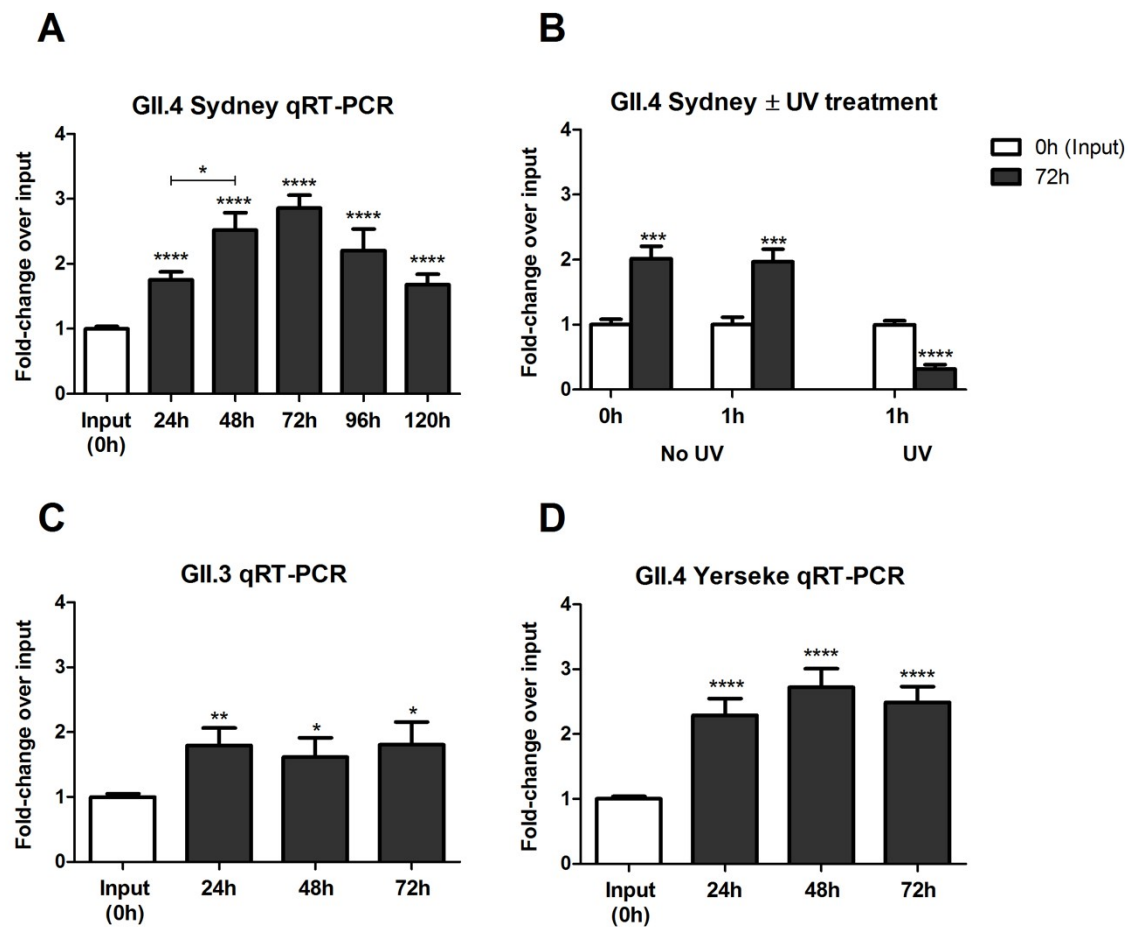 A
GII.4 Sydney qRT-PCR
Fold-change over input
4
3
2
1
0
*
****
****
****
****
****
Input
(0h)
24h
48h
72h
96h
120h
B
GII.4 Sydney ± UV treatment
Fold-change over input
4
3
2
1
0
***
***
****
0h
1h
1h
No UV
UV
0h (Input)
72h
C
GII.3 qRT-PCR
Fold-change over input
4
3
2
1
0
**
*
*
Input
(0h)
24h
48h
72h
D
GII.4 Yerseke qRT-PCR
Fold-change over input
4
3
2
1
0
****
****
****
Input
(0h)
24h
48h
72h